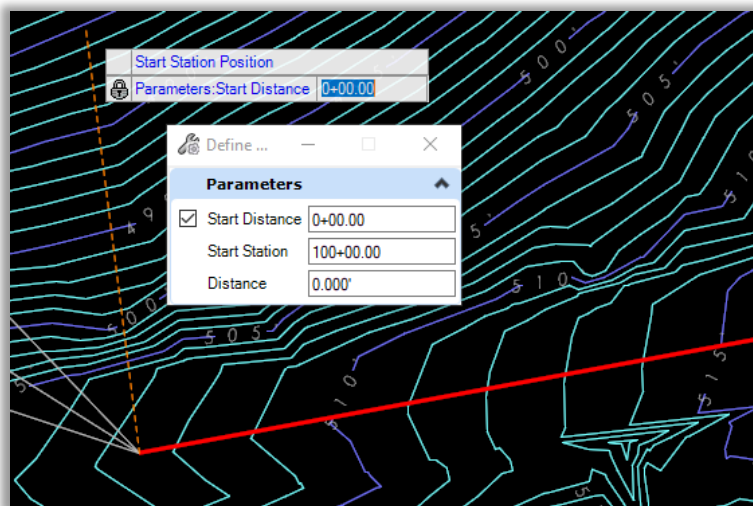 500'
505'
Start Station Position
Parameters:Start Distance 0+00.00
Define ...
Parameters
Start Distance 0+00.00
Start Station 100+00.00
Distance 0.000'
500
505'
510
510'
515